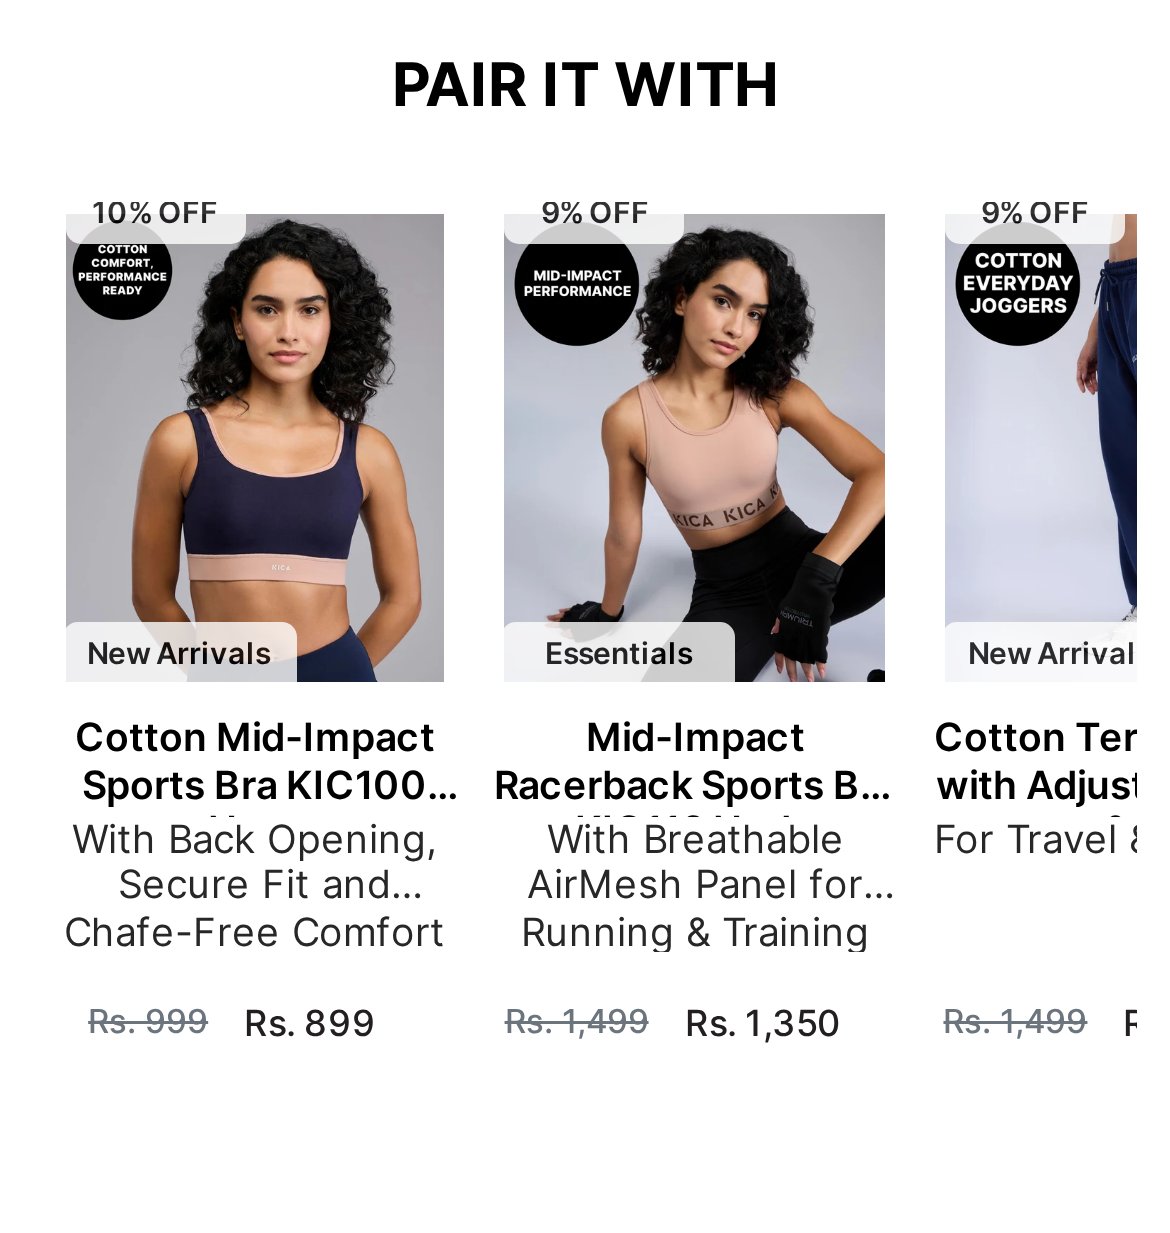 PAIR IT WITH
10% OFF
COTTON
COMFORT,
PERFORMANCE
READY
KICA
New Arrivals
Cotton Mid-Impact
Sports Bra KIC100...
With Back Opening,
Secure Fit and...
Chafe-Free Comfort
Rs. 999 Rs. 899
9% OFF
MID-IMPACT
PERFORMANCE
KICA KICA K
TRIUMPH
Essentials
Mid-Impact
Racerback Sports B...
With Breathable
AirMesh Panel for...
Running & Training
Rs. 1,499 Rs. 1,350
9% OFF
COTTON
EVERYDAY
JOGGERS
New Arrival
Cotton Ter
with Adjust
For Travel &
Rs. 1,499 R